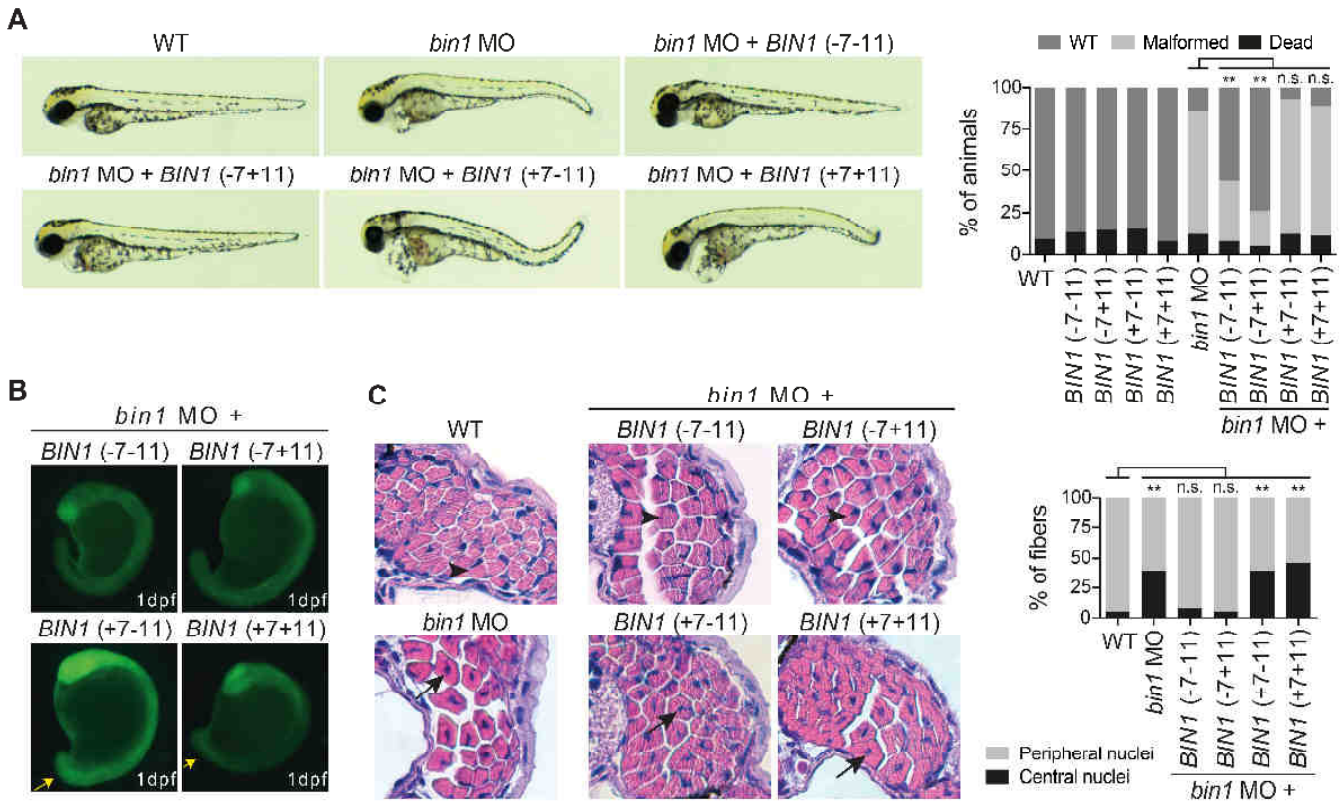 A
WT
bin1 MO
bin1 MO + BIN1 (-7-11)
bin1 MO + BIN1 (-7+11)
bin1 MO + BIN1 (+7-11)
bin1 MO + BIN1 (+7+11)
WT Malformed Dead
** ** n.s. n.s.
% of animals
100
75
50
25
0
WT
BIN1 (-7-11)
BIN1 (-7+11)
BIN1 (+7-11)
BIN1 (+7+11)
bin1 MO
BIN1 (-7-11)
BIN1 (-7+11)
BIN1 (+7-11)
BIN1 (+7+11)
bin1 MO +
B
bin1 MO +
BIN1 (-7-11) BIN1 (-7+11)
1dpf 1dpf
BIN1 (+7-11) BIN1 (+7+11)
1dpf 1dpf
C
bin1 MO +
WT
BIN1 (-7-11)
BIN1 (-7+11)
bin1 MO
BIN1 (+7-11)
BIN1 (+7+11)
** n.s. n.s. ** **
% of fibers
100
75
50
25
0
WT
bin1 MO
BIN1 (-7-11)
BIN1 (-7+11)
BIN1 (+7-11)
BIN1 (+7+11)
bin1 MO +
Peripheral nuclei
Central nuclei